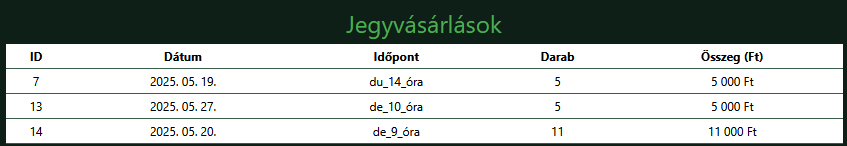 Jegyvásárlások
ID Dátum Időpont Darab Összeg (Ft)
7 2025. 05. 19. du_14_óra 5 5 000 Ft
13 2025. 05. 27. de_10_óra 5 5 000 Ft
14 2025. 05. 20. de_9_óra 11 11 000 Ft